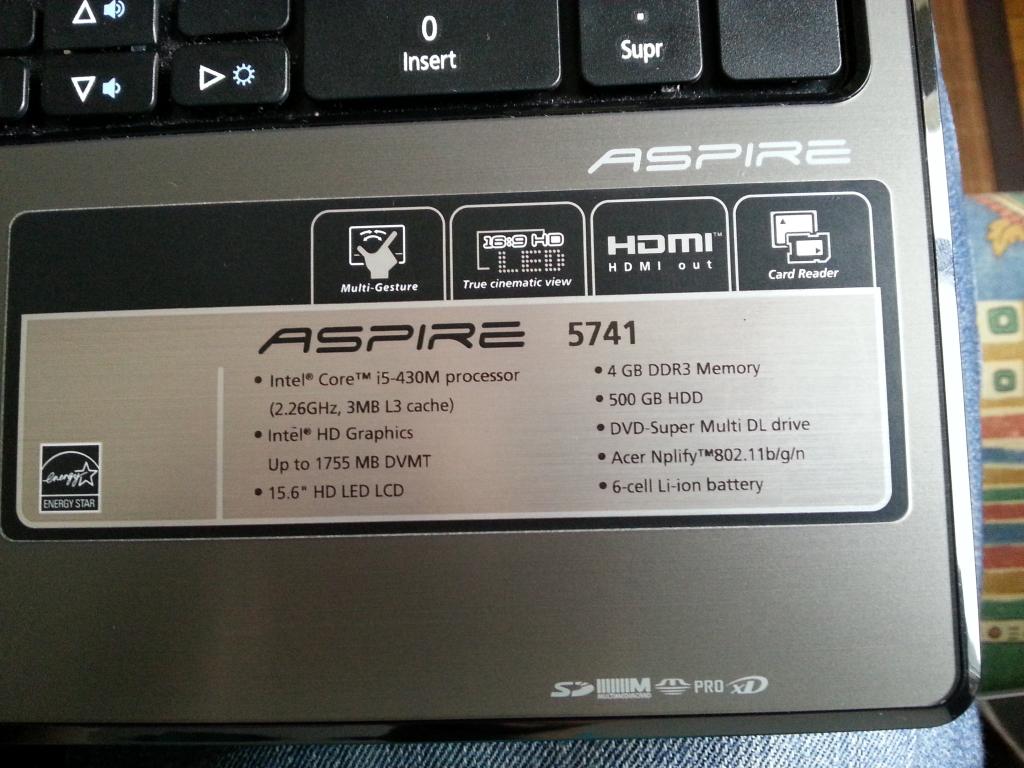 0
Insert
.
Supr
ASPIRE
Multi-Gesture
16:9 HD
LED
True cinematic view
HDMI™
HDMI out
Card Reader
ASPIRE 5741
• Intel® Core™ i5-430M processor
(2.26GHz, 3MB L3 cache)
• Intel® HD Graphics
Up to 1755 MB DVMT
• 15.6" HD LED LCD
• 4 GB DDR3 Memory
• 500 GB HDD
• DVD-Super Multi DL drive
• Acer Nplify™802.11b/g/n
• 6-cell Li-ion battery
energy
ENERGY STAR
SD MultiMediaCard PRO xD